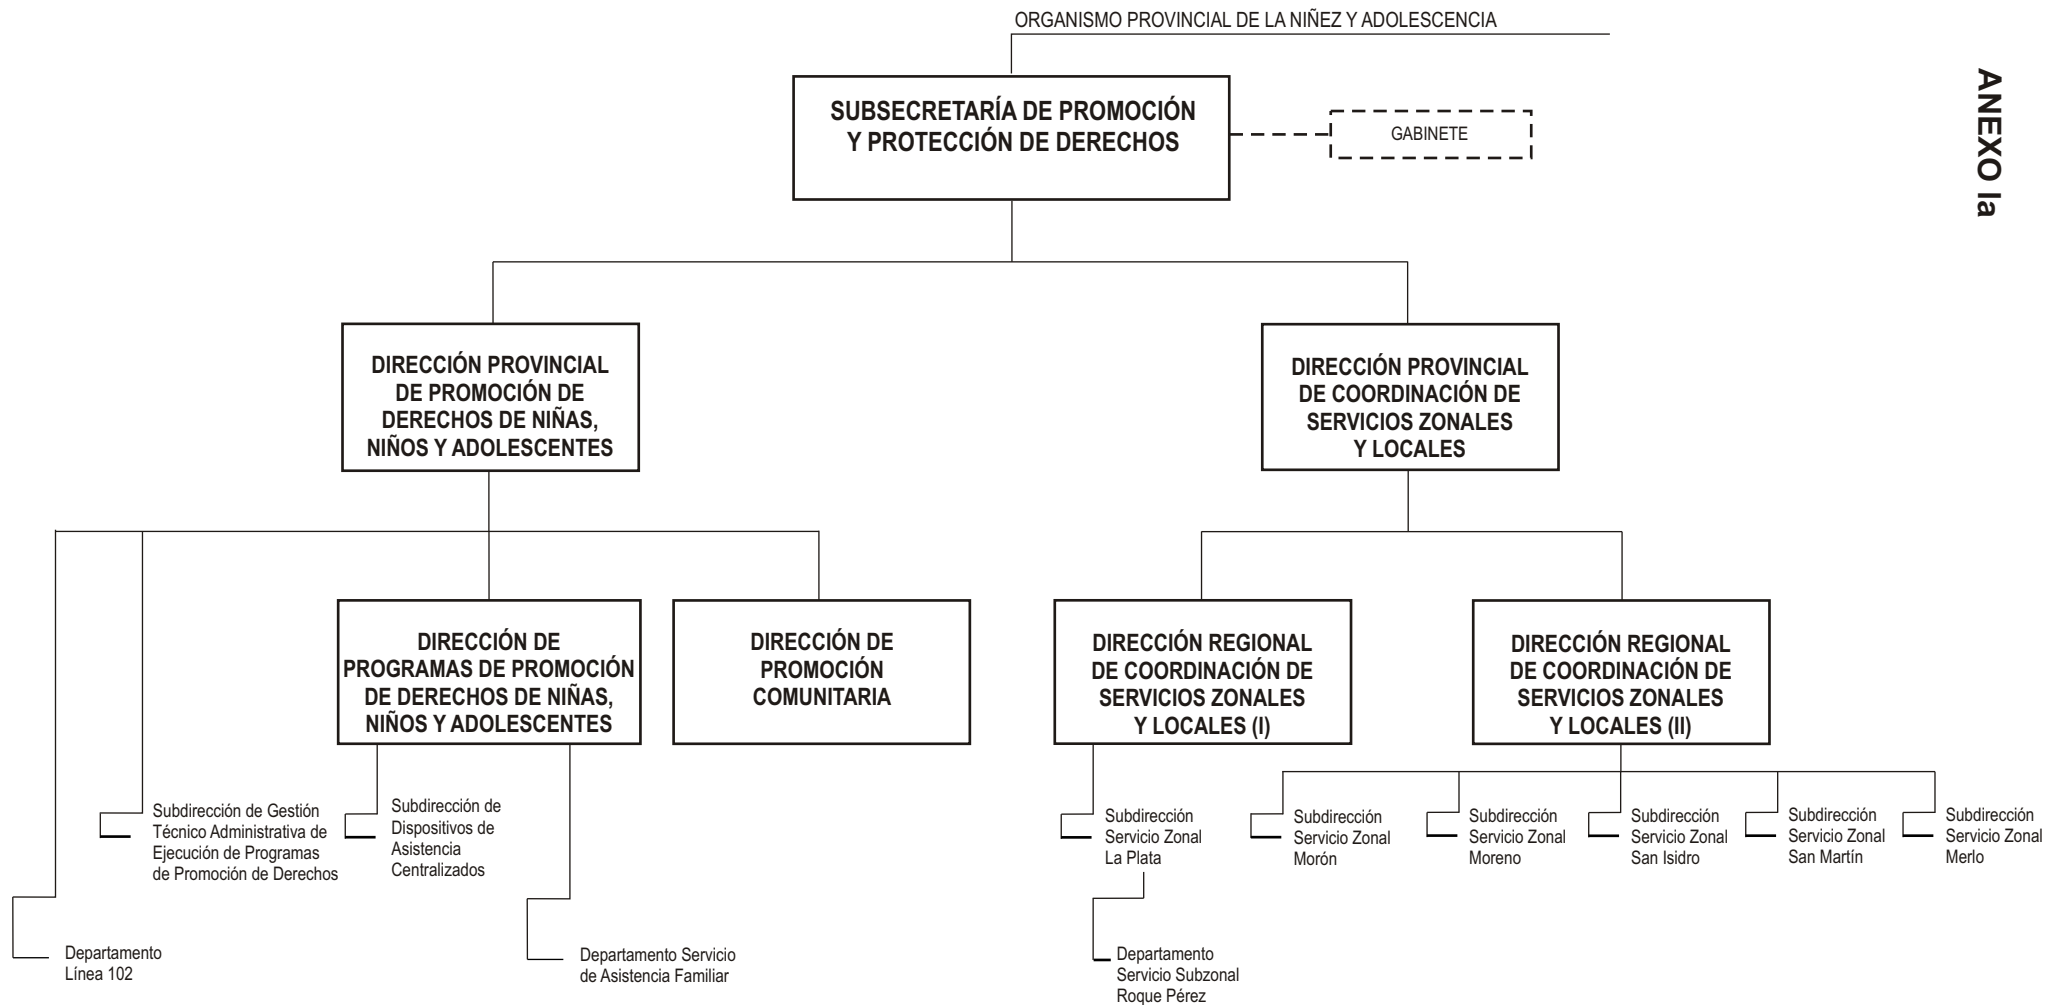 ORGANISMO PROVINCIAL DE LA NIÑEZ Y ADOLESCENCIA
ANEXO Ia
SUBSECRETARÍA DE PROMOCIÓN
Y PROTECCIÓN DE DERECHOS
GABINETE
DIRECCIÓN PROVINCIAL
DE PROMOCIÓN DE
DERECHOS DE NIÑAS,
NIÑOS Y ADOLESCENTES
DIRECCIÓN PROVINCIAL
DE COORDINACIÓN DE
SERVICIOS ZONALES
Y LOCALES
DIRECCIÓN DE
PROGRAMAS DE PROMOCIÓN
DE DERECHOS DE NIÑAS,
NIÑOS Y ADOLESCENTES
DIRECCIÓN DE
PROMOCIÓN
COMUNITARIA
DIRECCIÓN REGIONAL
DE COORDINACIÓN DE
SERVICIOS ZONALES
Y LOCALES (I)
DIRECCIÓN REGIONAL
DE COORDINACIÓN DE
SERVICIOS ZONALES
Y LOCALES (II)
Subdirección de Gestión
Técnico Administrativa de
Ejecución de Programas
de Promoción de Derechos
Subdirección de
Dispositivos de
Asistencia
Centralizados
Subdirección
Servicio Zonal
La Plata
Subdirección
Servicio Zonal
Morón
Subdirección
Servicio Zonal
Moreno
Subdirección
Servicio Zonal
San Isidro
Subdirección
Servicio Zonal
San Martín
Subdirección
Servicio Zonal
Merlo
Departamento
Línea 102
Departamento Servicio
de Asistencia Familiar
Departamento
Servicio Subzonal
Roque Pérez